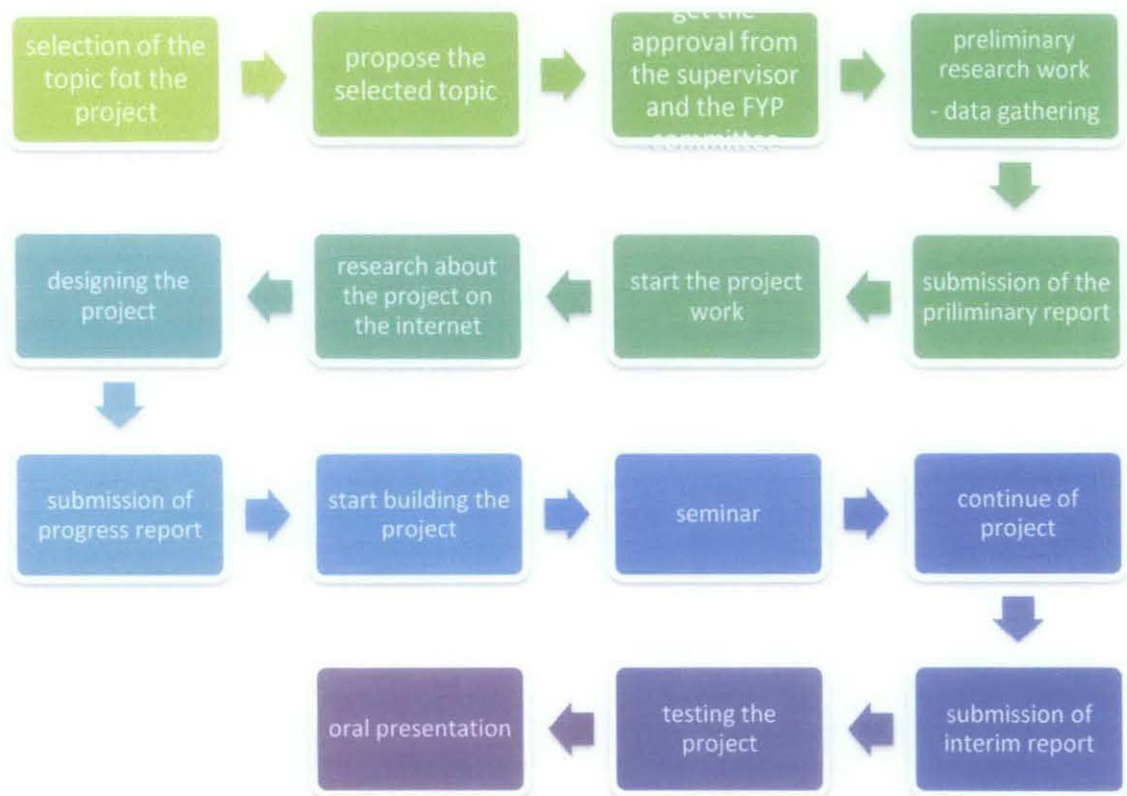 selection of the
topic fot the
project
propose the
selected topic
get the
approval from
the supervisor
and the FYP
committee
preliminary
research work
- data gathering
submission of the
priliminary report
start the project
work
research about
the project on
the internet
designing the
project
submission of
progress report
start building the
project
seminar
continue of
project
submission of
interim report
testing the
project
oral presentation